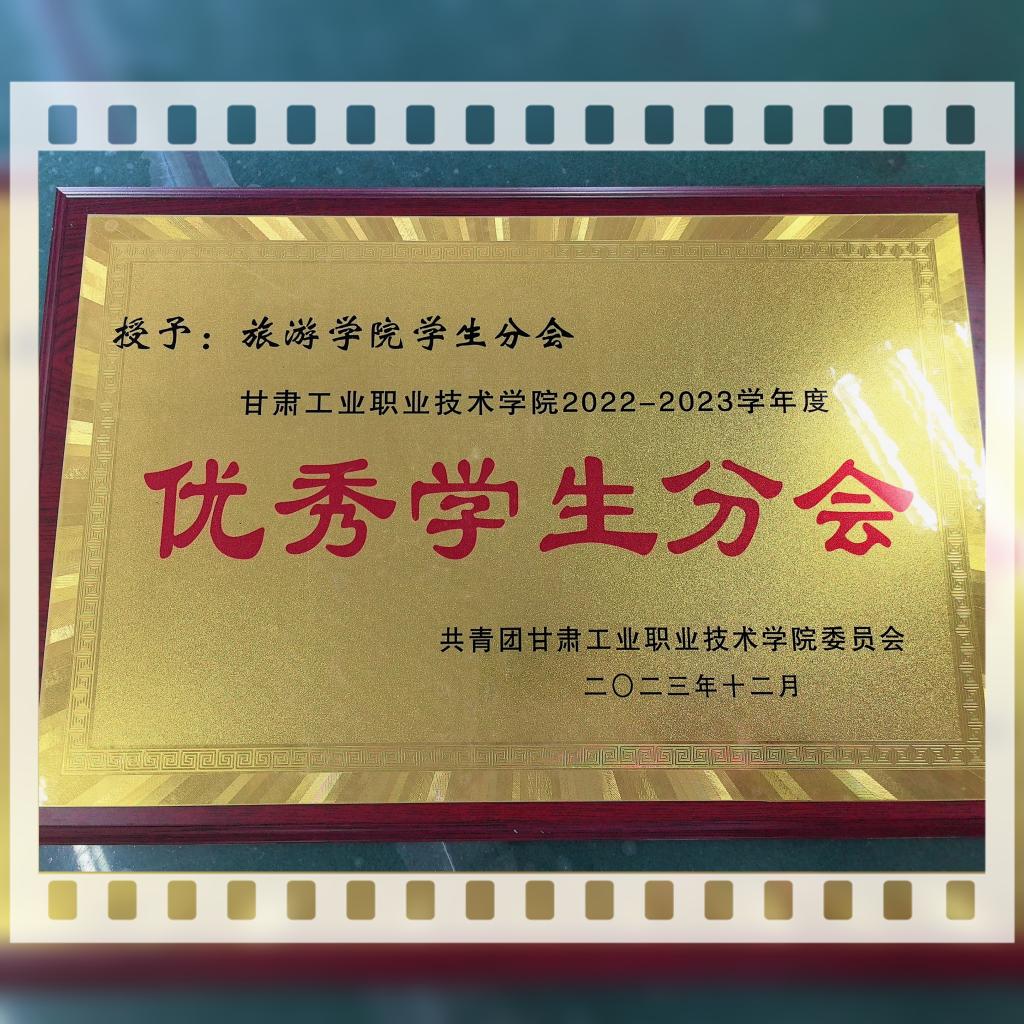 授予：旅游学院学生分会
甘肃工业职业技术学院2022-2023学年度
优秀学生分会
共青团甘肃工业职业技术学院委员会
二〇二三年十二月